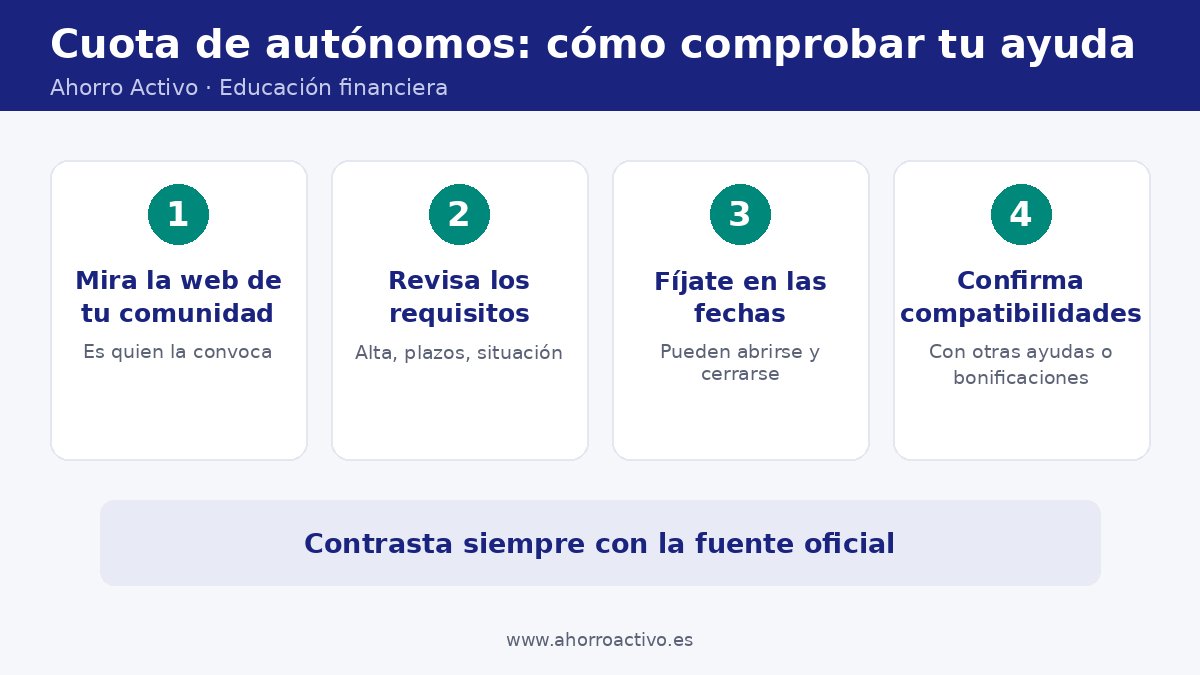 Cuota de autónomos: cómo comprobar tu ayuda
Ahorro Activo · Educación financiera
1
Mira la web de
tu comunidad
Es quien la convoca
2
Revisa los
requisitos
Alta, plazos, situación
3
Fíjate en las
fechas
Pueden abrirse y
cerrarse
4
Confirma
compatibilidades
Con otras ayudas o
bonificaciones
Contrasta siempre con la fuente oficial
www.ahorroactivo.es